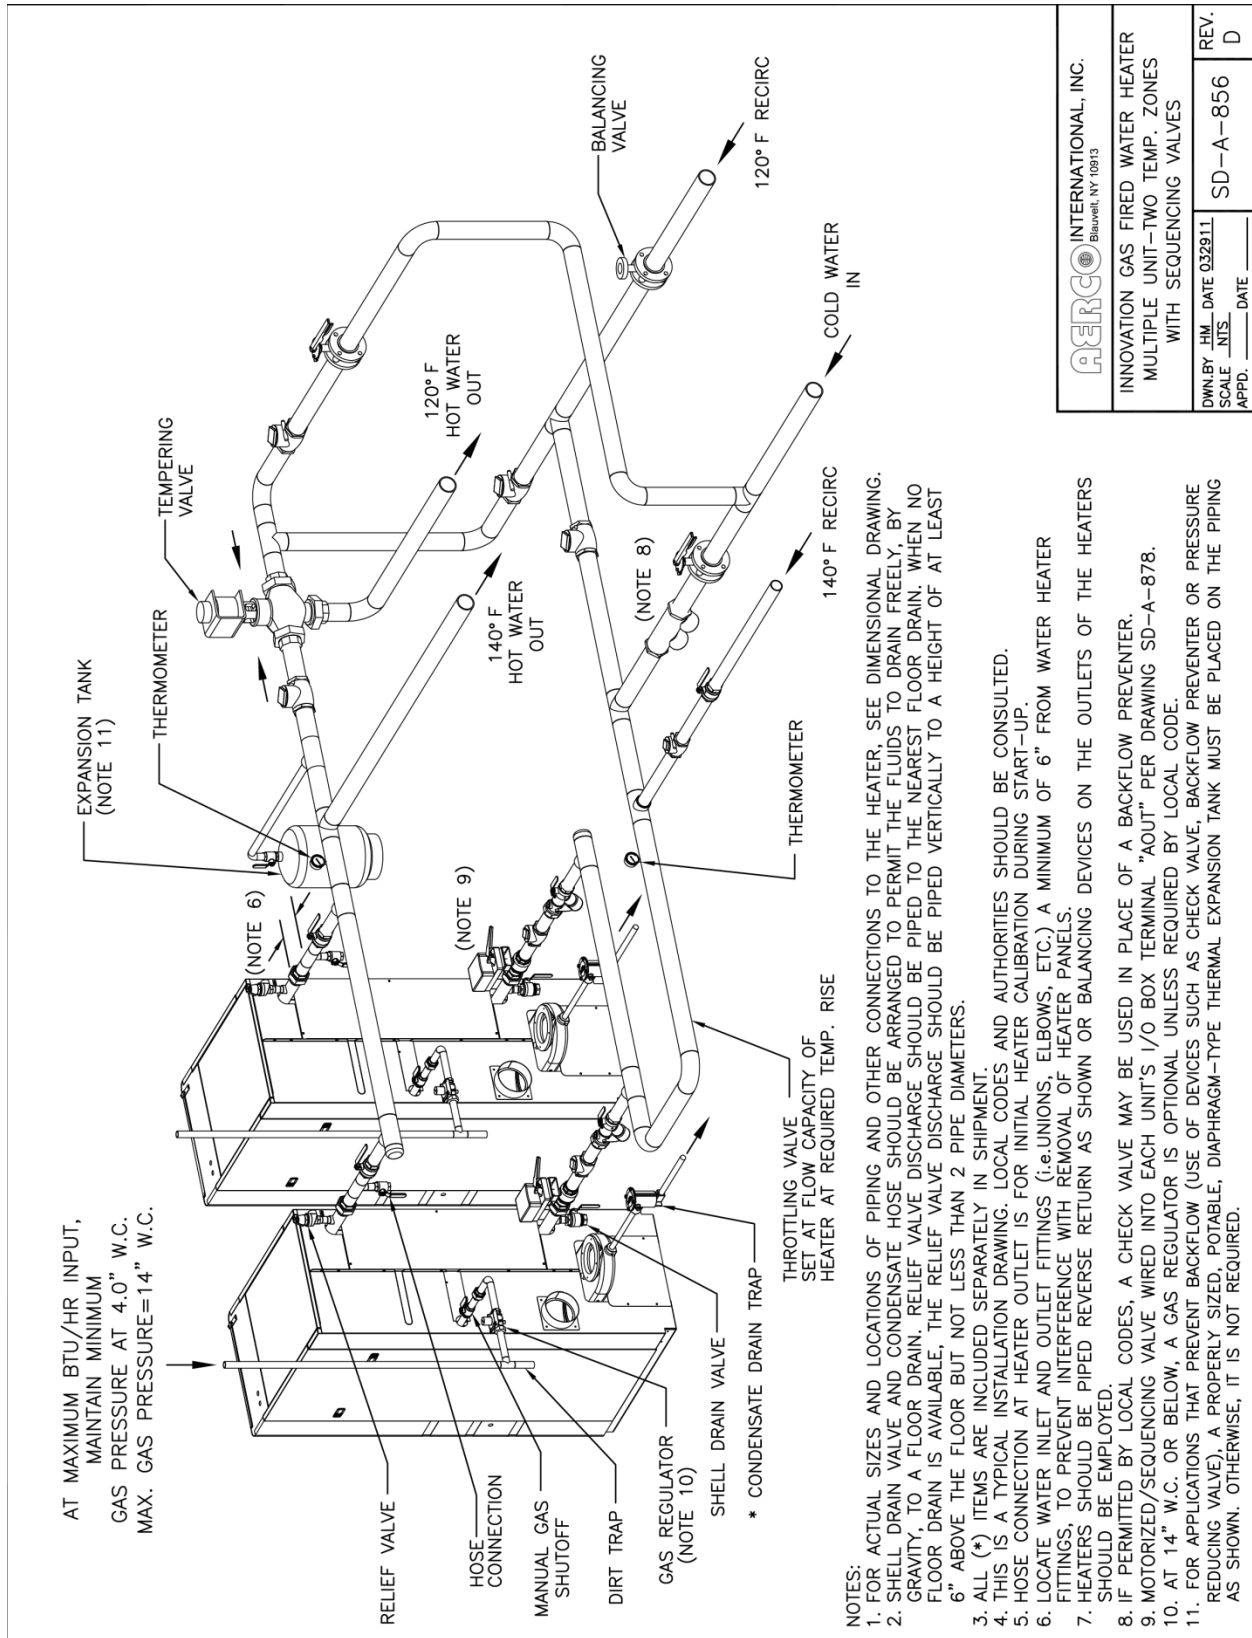 AT MAXIMUM BTU/HR INPUT,
MAINTAIN MINIMUM
GAS PRESSURE AT 4.0" W.C.
MAX. GAS PRESSURE=14" W.C.
EXPANSION TANK
(NOTE 11)
THERMOMETER
TEMPERING
VALVE
BALANCING
VALVE
120° F
HOT WATER
OUT
120° F RECIRC
140° F
HOT WATER
OUT
COLD WATER
IN
(NOTE 6)
(NOTE 8)
(NOTE 9)
140° F RECIRC
THERMOMETER
RELIEF VALVE
HOSE
CONNECTION
MANUAL GAS
SHUTOFF
DIRT TRAP
GAS REGULATOR
(NOTE 10)
SHELL DRAIN VALVE
* CONDENSATE DRAIN TRAP
THROTTLING VALVE
SET AT FLOW CAPACITY OF
HEATER AT REQUIRED TEMP. RISE
NOTES:
1. FOR ACTUAL SIZES AND LOCATIONS OF PIPING AND OTHER CONNECTIONS TO THE HEATER, SEE DIMENSIONAL DRAWING.
2. SHELL DRAIN VALVE AND CONDENSATE HOSE SHOULD BE ARRANGED TO PERMIT THE FLUIDS TO DRAIN FREELY, BY
GRAVITY, TO A FLOOR DRAIN. RELIEF VALVE DISCHARGE SHOULD BE PIPED TO THE NEAREST FLOOR DRAIN. WHEN NO
FLOOR DRAIN IS AVAILABLE, THE RELIEF VALVE DISCHARGE SHOULD BE PIPED VERTICALLY TO A HEIGHT OF AT LEAST
6" ABOVE THE FLOOR BUT NOT LESS THAN 2 PIPE DIAMETERS.
3. ALL (*) ITEMS ARE INCLUDED SEPARATELY IN SHIPMENT.
4. THIS IS A TYPICAL INSTALLATION DRAWING. LOCAL CODES AND AUTHORITIES SHOULD BE CONSULTED.
5. HOSE CONNECTION AT HEATER OUTLET IS FOR INITIAL HEATER CALIBRATION DURING START-UP.
6. LOCATE WATER INLET AND OUTLET FITTINGS (i.e.UNIONS, ELBOWS, ETC.) A MINIMUM OF 6" FROM WATER HEATER
FITTINGS, TO PREVENT INTERFERENCE WITH REMOVAL OF HEATER PANELS.
7. HEATERS SHOULD BE PIPED REVERSE RETURN AS SHOWN OR BALANCING DEVICES ON THE OUTLETS OF THE HEATERS
SHOULD BE EMPLOYED.
8. IF PERMITTED BY LOCAL CODES, A CHECK VALVE MAY BE USED IN PLACE OF A BACKFLOW PREVENTER.
9. MOTORIZED/SEQUENCING VALVE WIRED INTO EACH UNIT'S I/O BOX TERMINAL "AOUT" PER DRAWING SD-A-878.
10. AT 14" W.C. OR BELOW, A GAS REGULATOR IS OPTIONAL UNLESS REQUIRED BY LOCAL CODE.
11. FOR APPLICATIONS THAT PREVENT BACKFLOW (USE OF DEVICES SUCH AS CHECK VALVE, BACKFLOW PREVENTER OR PRESSURE
REDUCING VALVE), A PROPERLY SIZED, POTABLE, DIAPHRAGM-TYPE THERMAL EXPANSION TANK MUST BE PLACED ON THE PIPING
AS SHOWN. OTHERWISE, IT IS NOT REQUIRED.
AERCO INTERNATIONAL, INC.
Blauvelt, NY 10913
INNOVATION GAS FIRED WATER HEATER
MULTIPLE UNIT-TWO TEMP. ZONES
WITH SEQUENCING VALVES
DWN.BY HM DATE 032911
SCALE NTS
APPD. DATE
SD-A-856
REV.
D